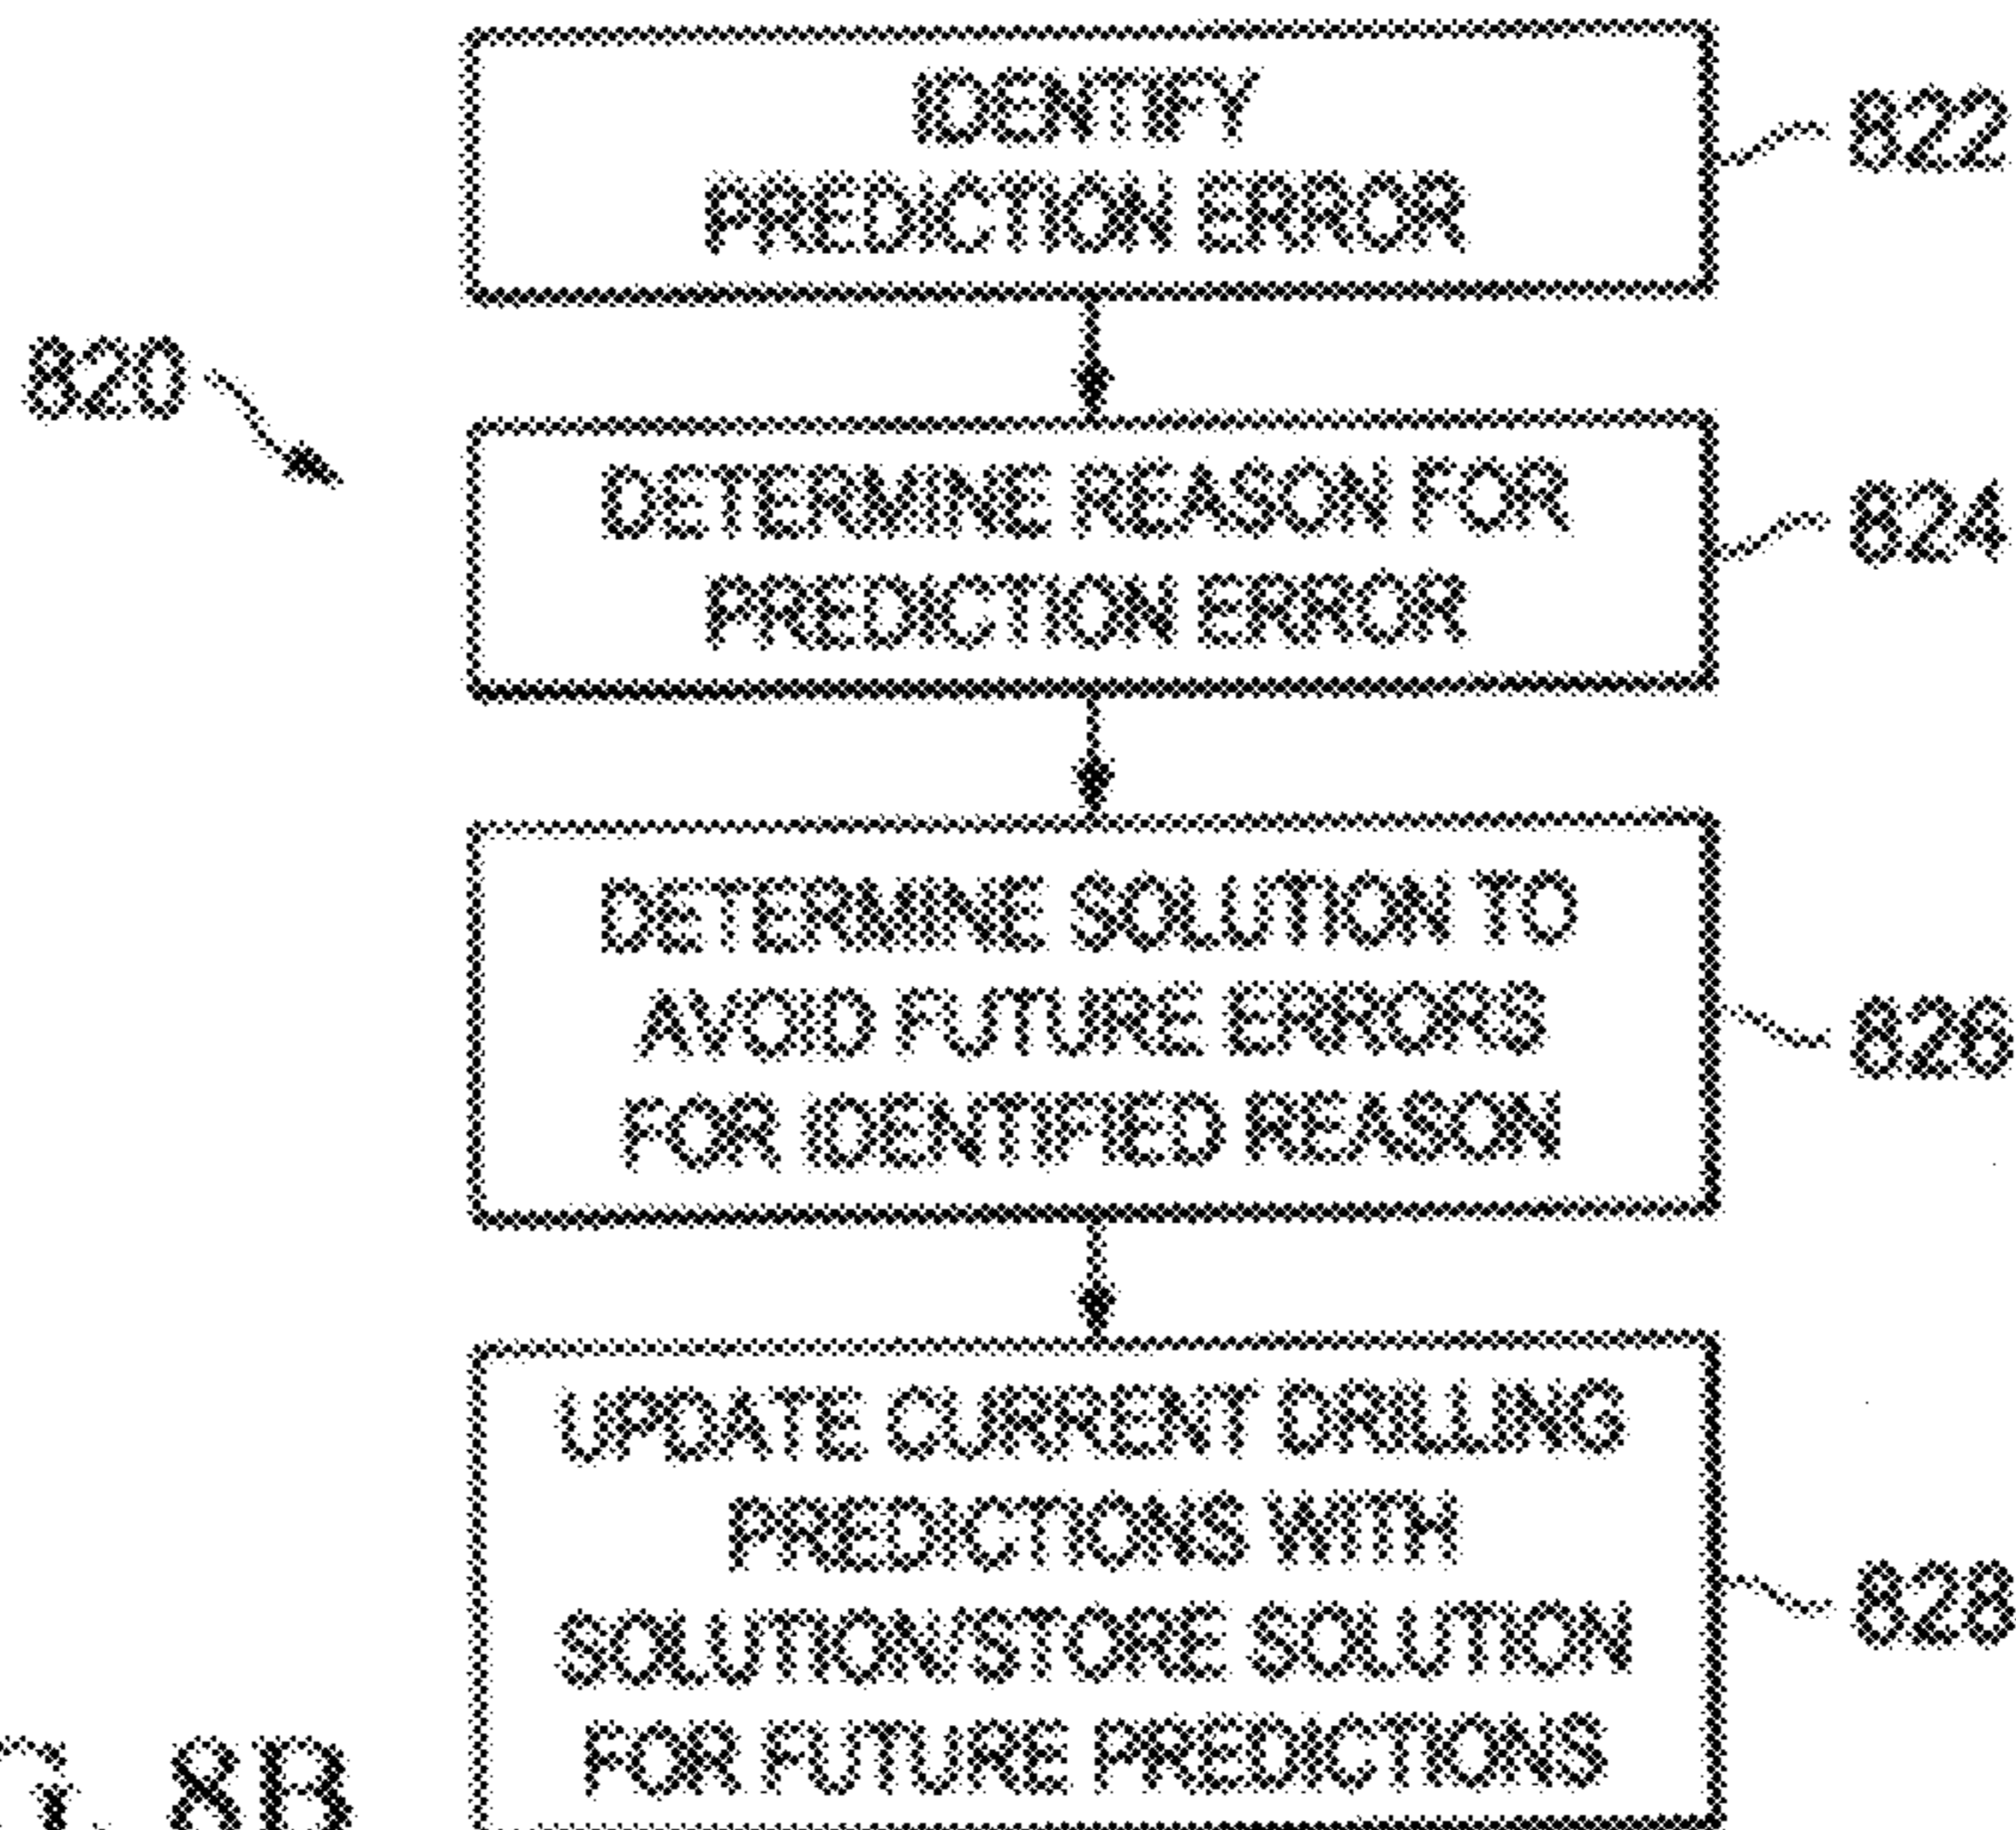 IDENTIFY
PREDICTION ERROR
822
820
DETERMINE REASON FOR
PREDICTION ERROR
824
DETERMINE SOLUTION TO
AVOID FUTURE ERRORS
FOR IDENTIFIED REASON
826
UPDATE CURRENT DRILLING
PREDICTIONS WITH
SOLUTION/STORE SOLUTION
FOR FUTURE PREDICTIONS
828
8B